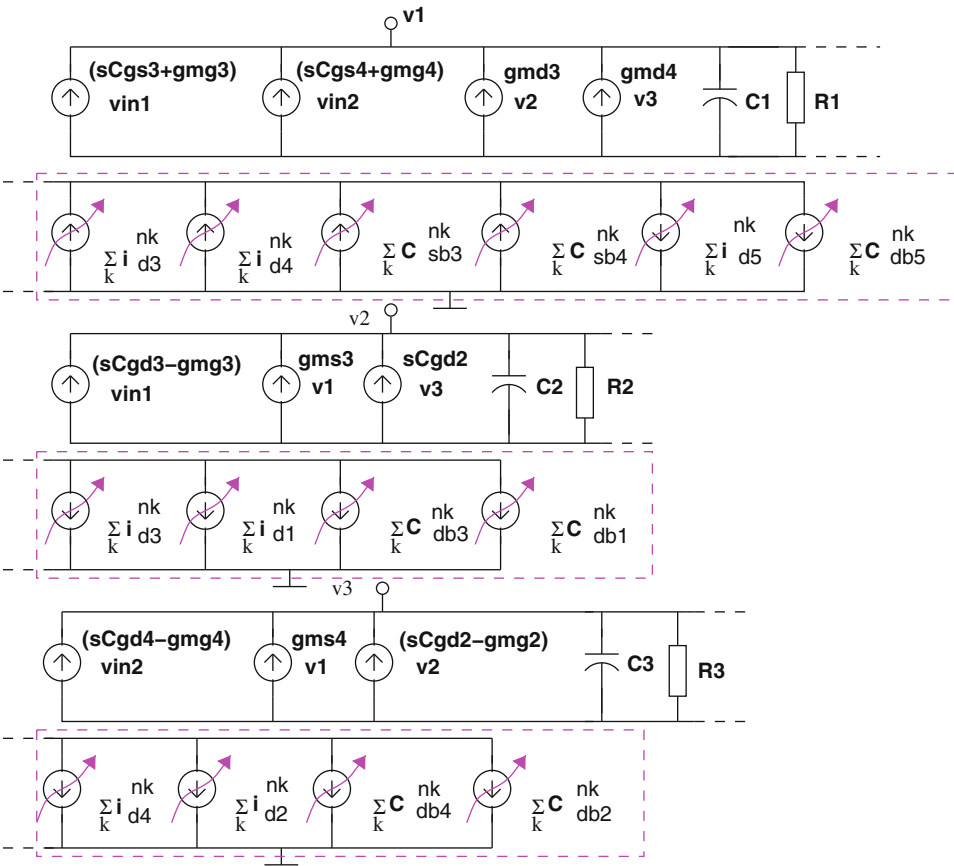 v1
(sCgs3+gmg3) (sCgs4+gmg4) gmd3 gmd4
vin1 vin2 v2 v3 C1 R1
nk nk nk nk nk nk
Σ i d3 Σ i d4 Σ C sb3 Σ C sb4 Σ i d5 Σ C db5
k k k k k k
v2
(sCgd3−gmg3) gms3 sCgd2
vin1 v1 v3 C2 R2
nk nk nk nk
Σ i d3 Σ i d1 Σ C db3 Σ C db1
k k k k
v3
(sCgd4−gmg4) gms4 (sCgd2−gmg2)
vin2 v1 v2 C3 R3
nk nk nk nk
Σ i d4 Σ i d2 Σ C db4 Σ C db2
k k k k